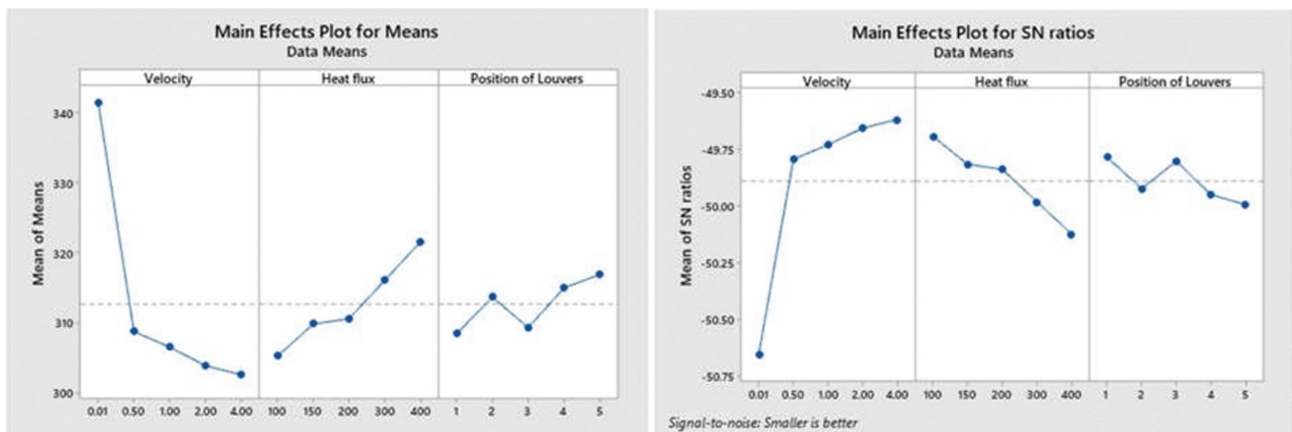 Main Effects Plot for Means
Data Means
Velocity Heat flux Position of Louvers
Mean of Means
340
330
320
310
300
0.01 0.50 1.00 2.00 4.00 100 150 200 300 400 1 2 3 4 5
Main Effects Plot for SN ratios
Data Means
Velocity Heat flux Position of Louvers
Mean of SN ratios
-49.50
-49.75
-50.00
-50.25
-50.50
-50.75
0.01 0.50 1.00 2.00 4.00 100 150 200 300 400 1 2 3 4 5
Signal-to-noise: Smaller is better